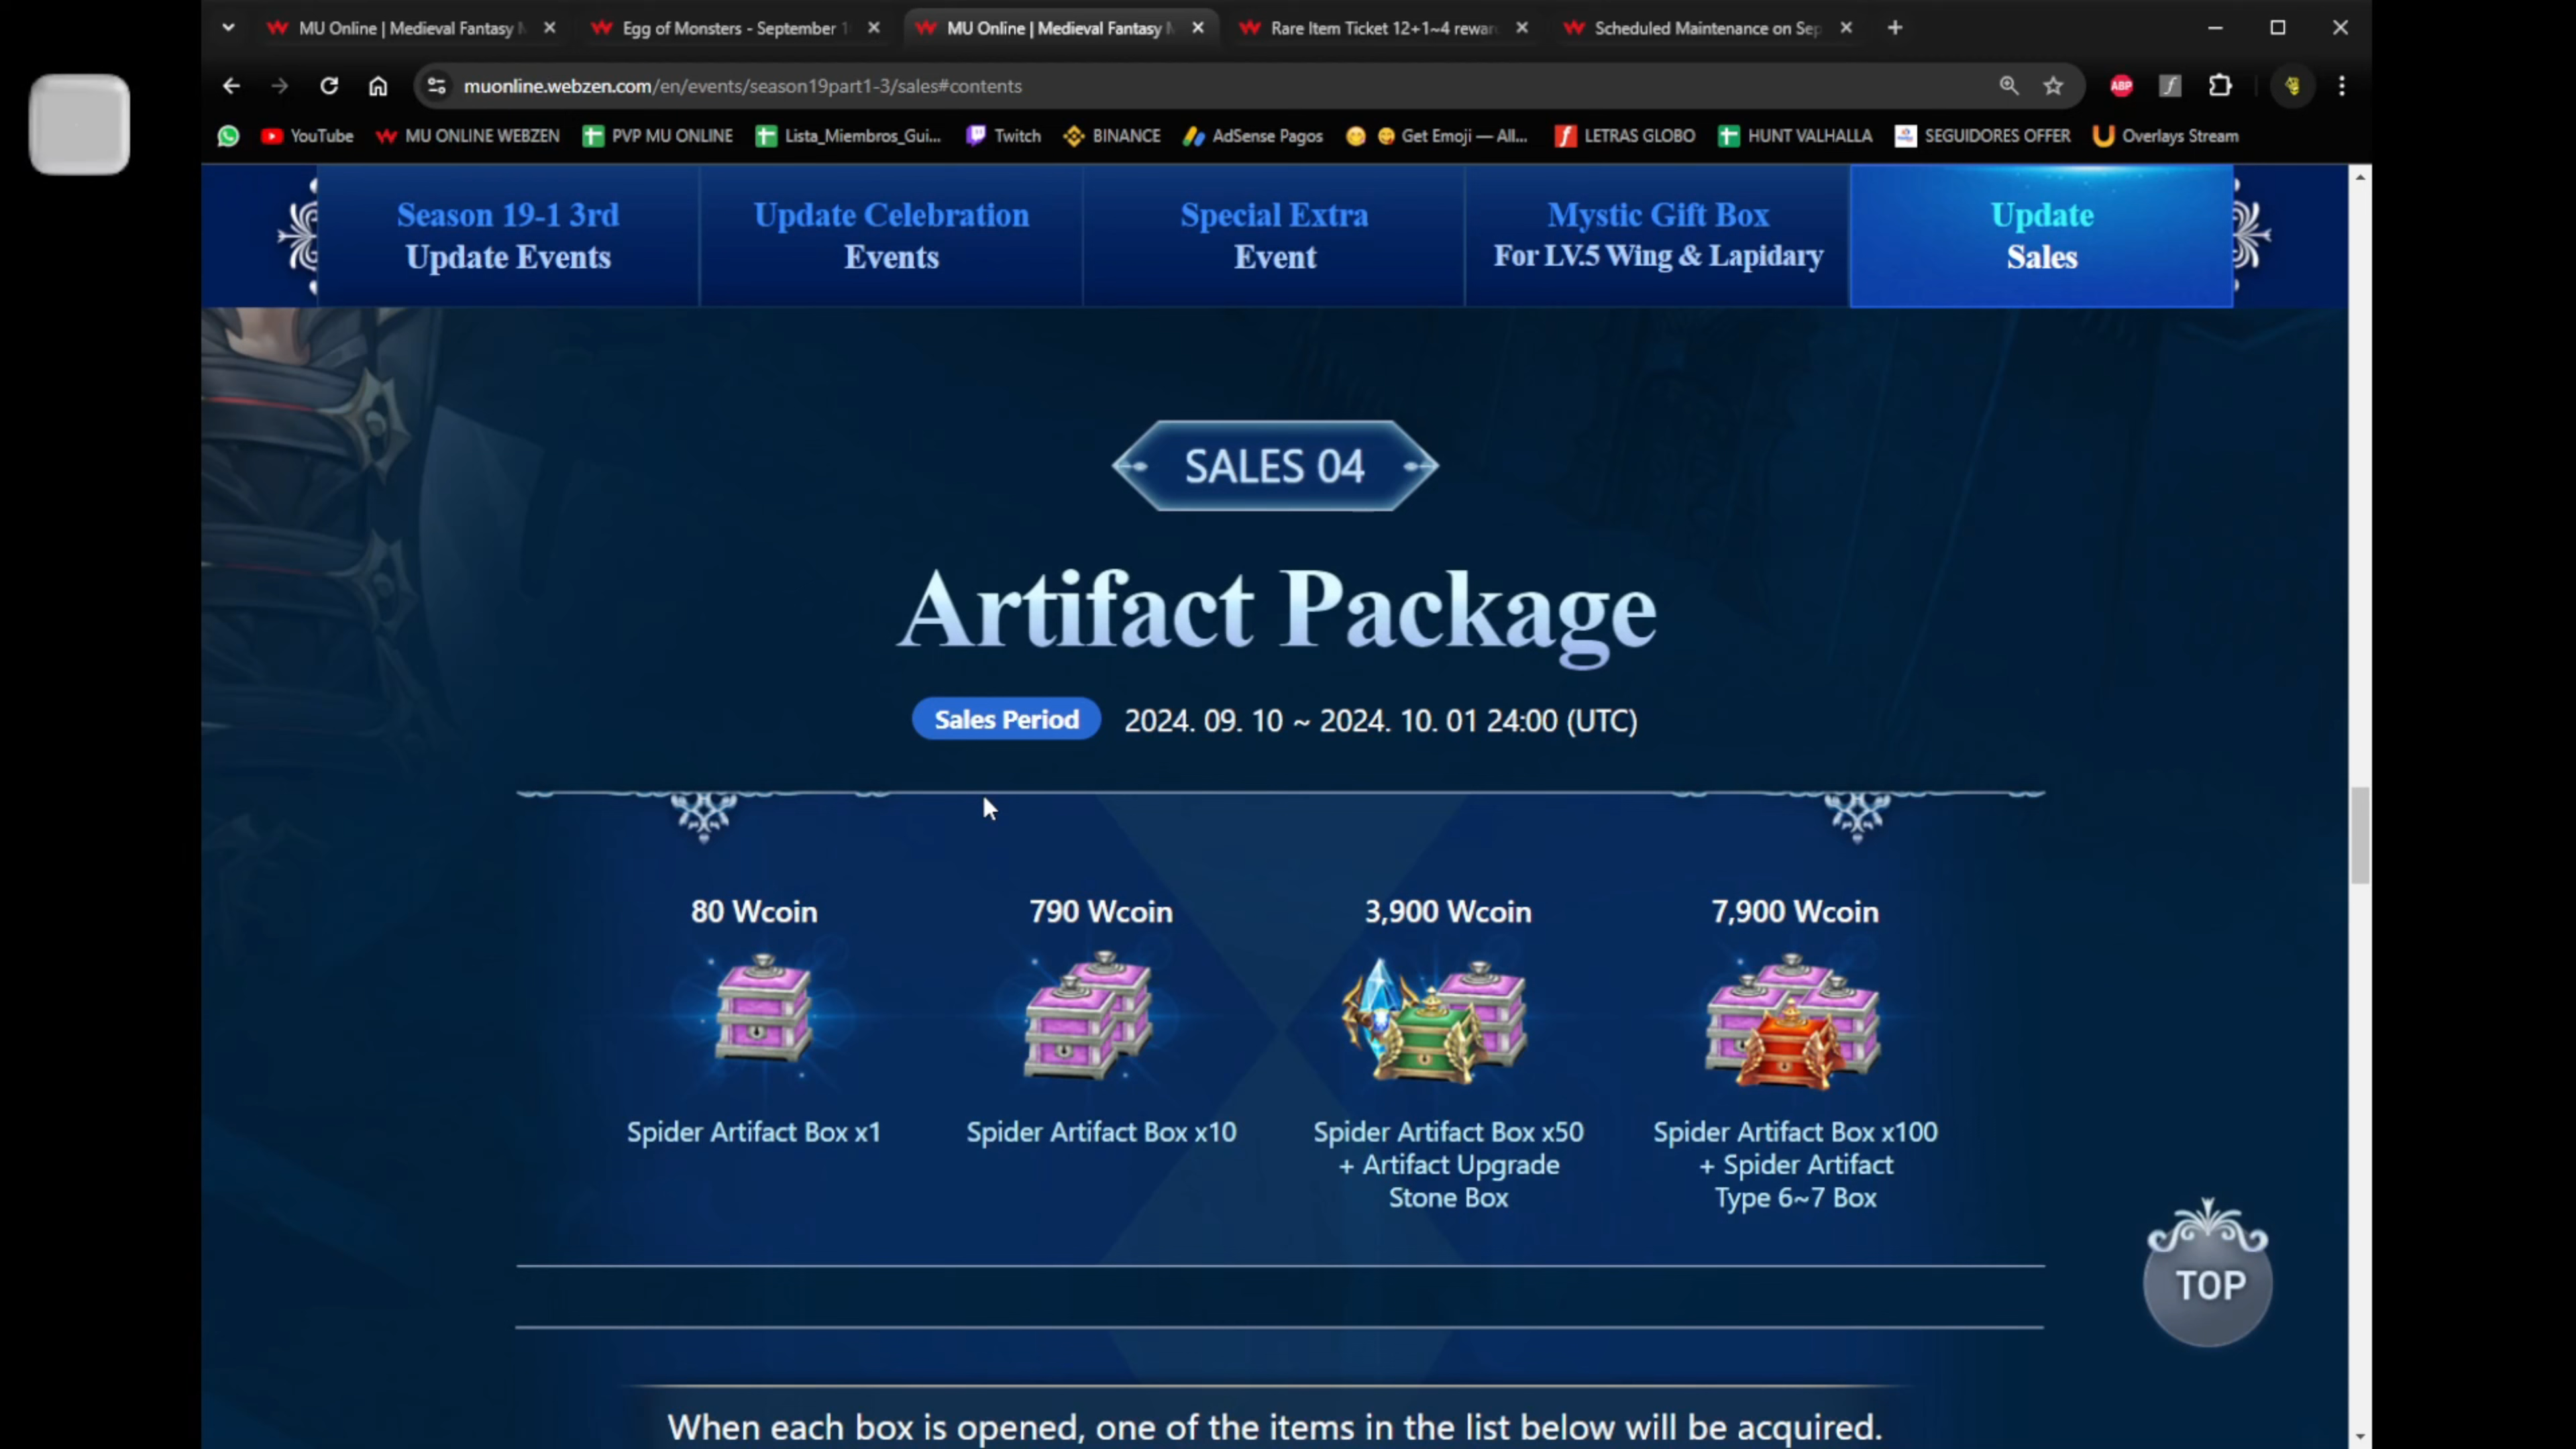 MU Online | Medieval Fantasy
Egg of Monsters - September
MU Online | Medieval Fantasy
Rare Item Ticket 12+1~4
Scheduled Maintenance on
muonline.webzen.com/en/events/season19part1-3/sales#contents
ABP
YouTube
MU ONLINE WEBZEN
PVP MU ONLINE
Lista_Miembros_Gui...
Twitch
BINANCE
AdSense Pagos
Get Emoji — All...
LETRAS GLOBO
HUNT VALHALLA
SEGUIDORES OFFER
Overlays Stream
Season 19-1 3rd
Update Events
Update Celebration
Events
Special Extra
Event
Mystic Gift Box
For LV.5 Wing & Lapidary
Update
Sales
SALES 04
Artifact Package
Sales Period 2024. 09. 10 ~ 2024. 10. 01 24:00 (UTC)
80 Wcoin
790 Wcoin
3,900 Wcoin
7,900 Wcoin
Spider Artifact Box x1
Spider Artifact Box x10
Spider Artifact Box x50
+ Artifact Upgrade
Stone Box
Spider Artifact Box x100
+ Spider Artifact
Type 6~7 Box
TOP
When each box is opened, one of the items in the list below will be acquired.